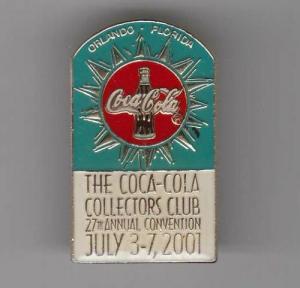 ORLANDO · FLORIDA
Coca-Cola
THE COCA-COLA
COLLECTORS CLUB
27TH ANNUAL CONVENTION
JULY 3-7, 2001